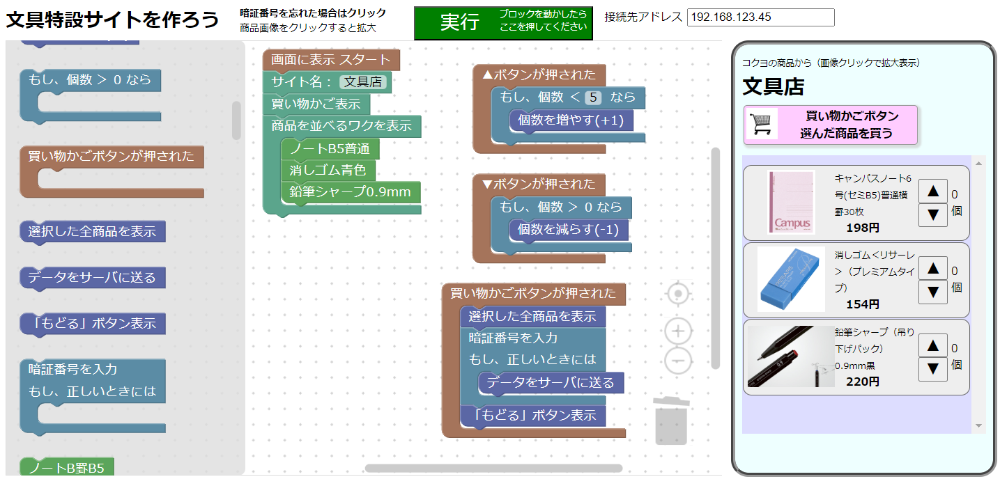 文具特設サイトを作ろう
暗証番号を忘れた場合はクリック
商品画像をクリックすると拡大
実行
ブロックを動かしたら
ここを押してください
接続先アドレス 192.168.123.45
もし、個数 > 0 なら
買い物かごボタンが押された
選択した全商品を表示
データをサーバに送る
「もどる」ボタン表示
暗証番号を入力
もし、正しいときには
ノートB罫B5
画面に表示 スタート
サイト名： 文具店
買い物かご表示
商品を並べるワクを表示
ノートB5普通
消しゴム青色
鉛筆シャープ0.9mm
▲ボタンが押された
もし、個数 < 5 なら
個数を増やす(+1)
▼ボタンが押された
もし、個数 > 0 なら
個数を減らす(-1)
買い物かごボタンが押された
選択した全商品を表示
暗証番号を入力
もし、正しいときには
データをサーバに送る
「もどる」ボタン表示
コクヨの商品から（画像クリックで拡大表示）
文具店
買い物かごボタン
選んだ商品を買う
Campus
キャンパスノート6
号(セミB5)普通横
罫30枚
198円
▲
▼
0
個
消しゴム＜リサーレ
＞（プレミアムタイ
プ）
154円
▲
▼
0
個
鉛筆シャープ（吊り
下げパック）
0.9mm黒
220円
▲
▼
0
個